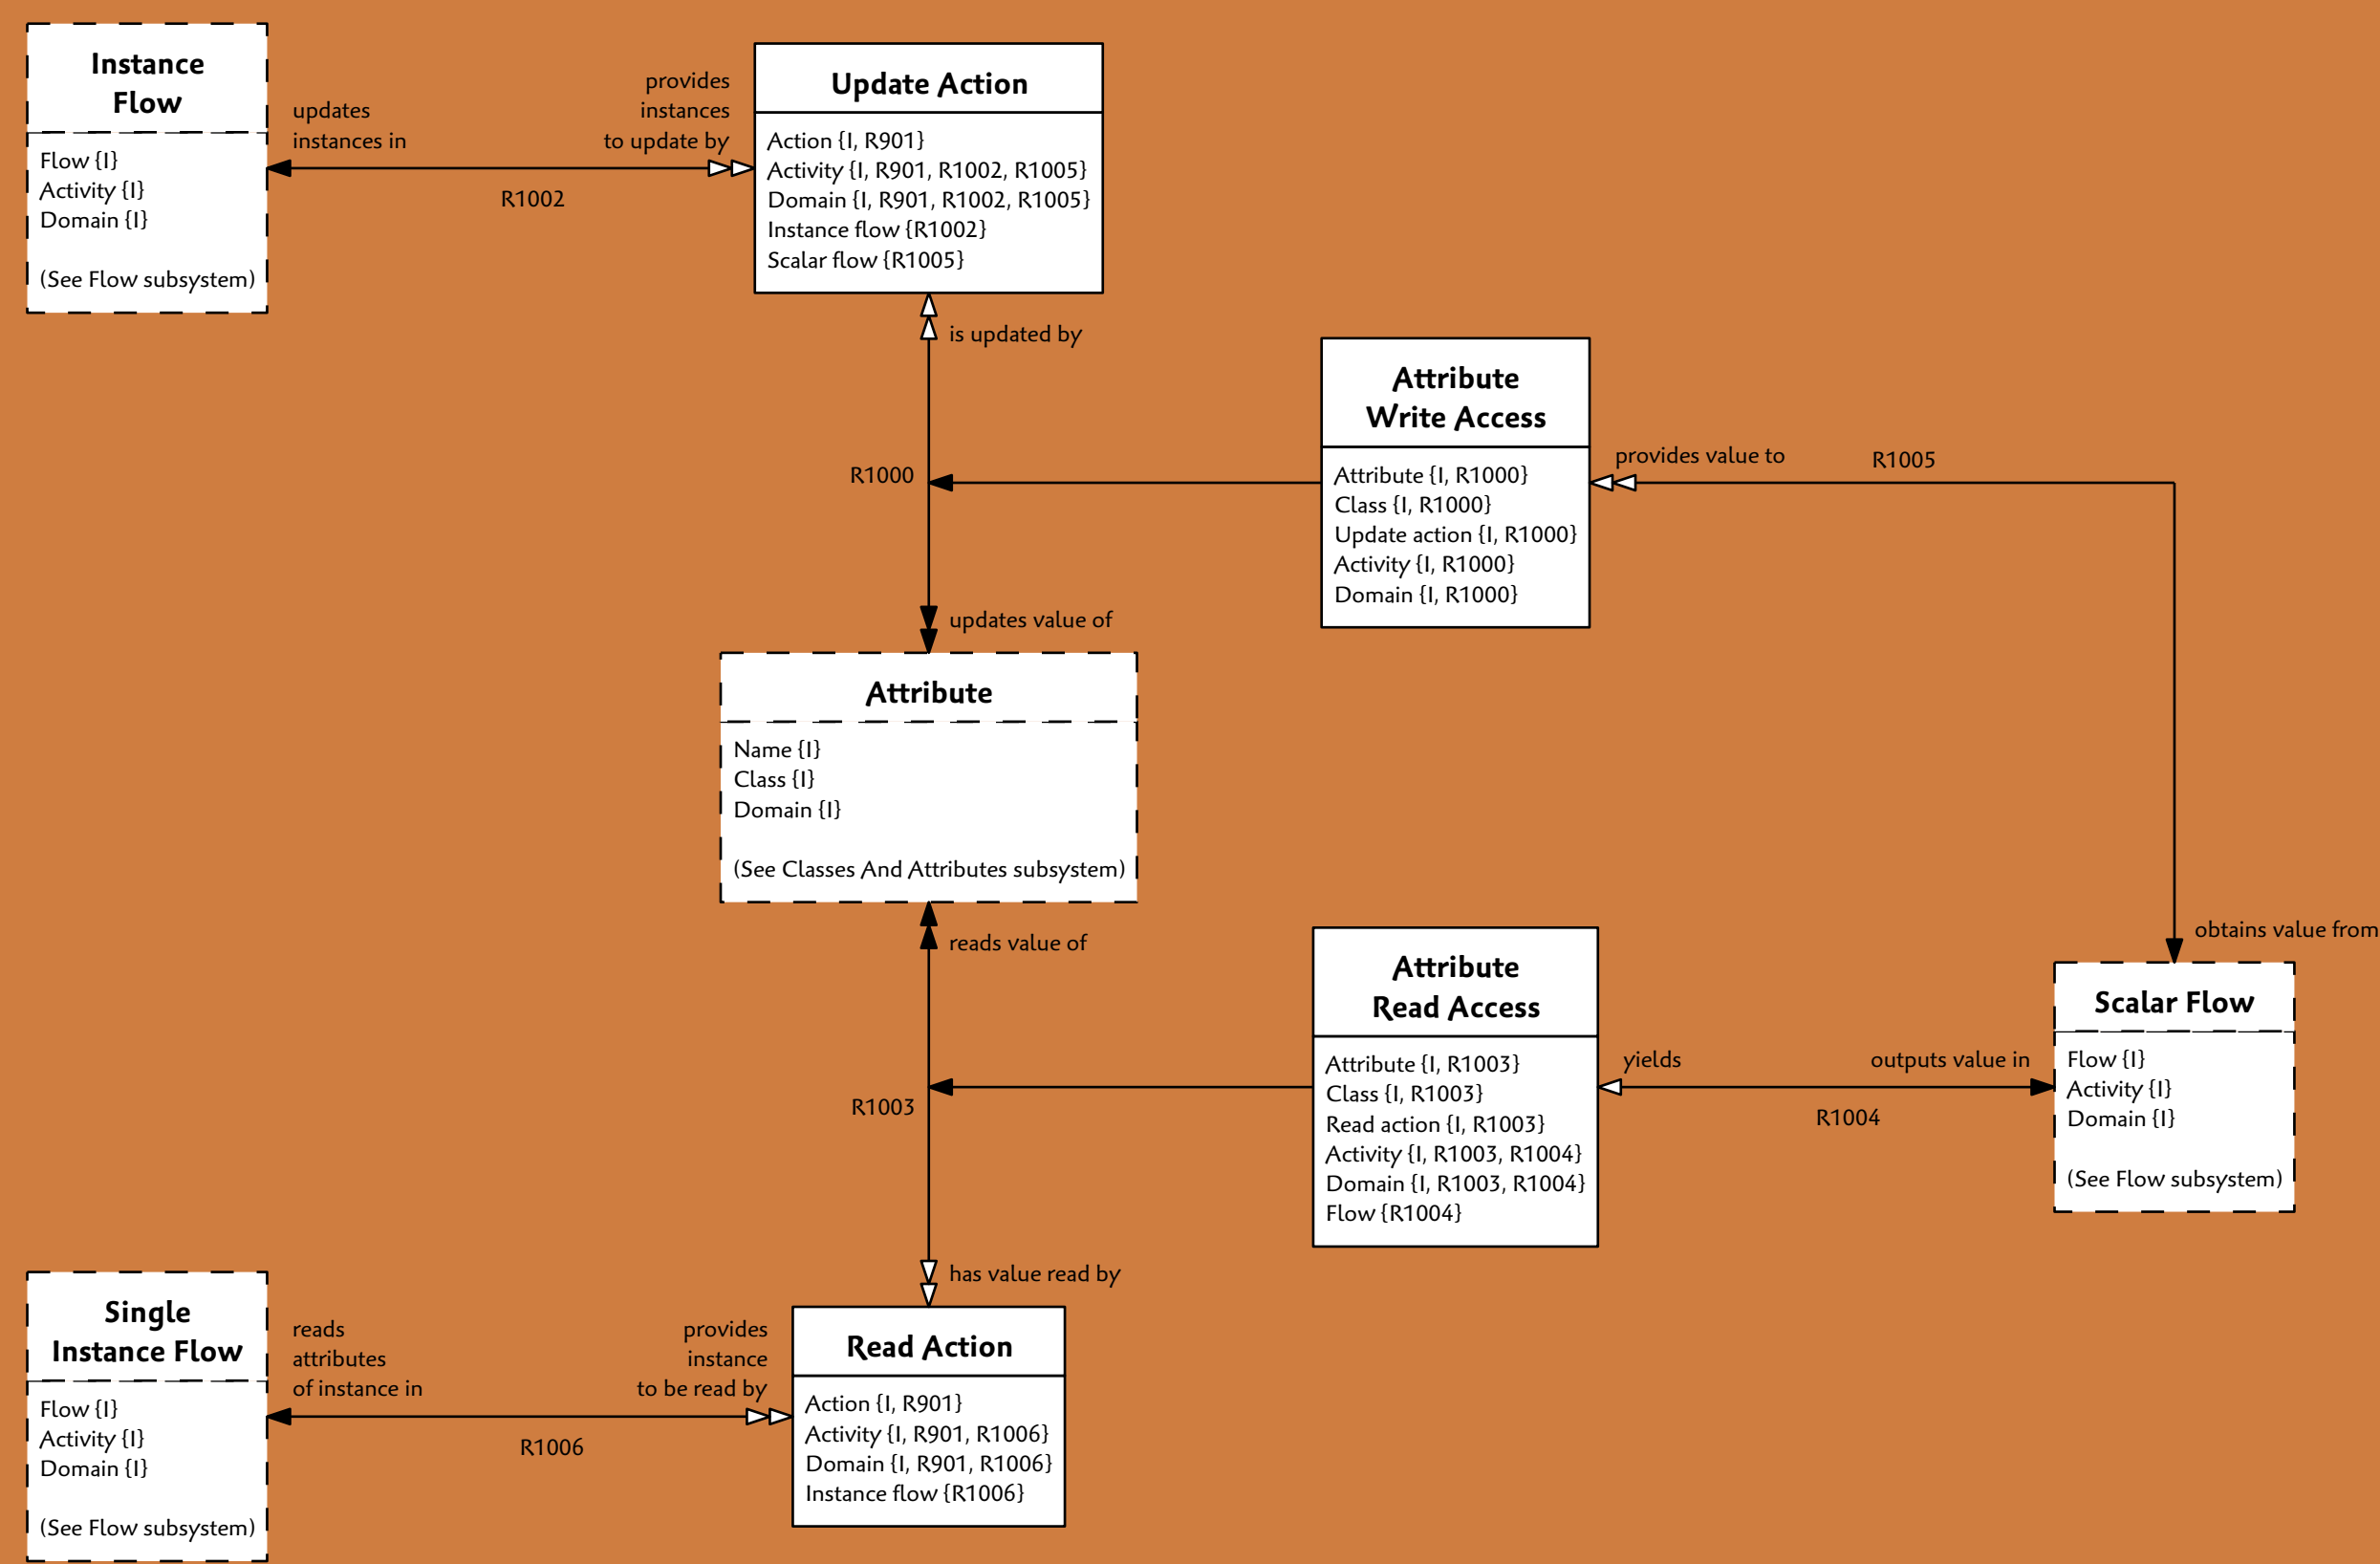 Instance
Flow
Flow {I}
Activity {I}
Domain {I}
(See Flow subsystem)
updates
instances in
provides
instances
to update by
R1002
Update Action
Action {I, R901}
Activity {I, R901, R1002, R1005}
Domain {I, R901, R1002, R1005}
Instance flow {R1002}
Scalar flow {R1005}
is updated by
R1000
updates value of
Attribute
Write Access
Attribute {I, R1000}
Class {I, R1000}
Update action {I, R1000}
Activity {I, R1000}
Domain {I, R1000}
provides value to
R1005
obtains value from
Attribute
Name {I}
Class {I}
Domain {I}
(See Classes And Attributes subsystem)
reads value of
R1003
has value read by
Attribute
Read Access
Attribute {I, R1003}
Class {I, R1003}
Read action {I, R1003}
Activity {I, R1003, R1004}
Domain {I, R1003, R1004}
Flow {R1004}
yields
outputs value in
R1004
Scalar Flow
Flow {I}
Activity {I}
Domain {I}
(See Flow subsystem)
Single
Instance Flow
Flow {I}
Activity {I}
Domain {I}
(See Flow subsystem)
reads
attributes
of instance in
provides
instance
to be read by
R1006
Read Action
Action {I, R901}
Activity {I, R901, R1006}
Domain {I, R901, R1006}
Instance flow {R1006}